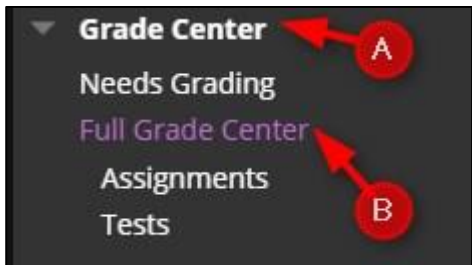 Grade Center
A
Needs Grading
Full Grade Center
Assignments
B
Tests